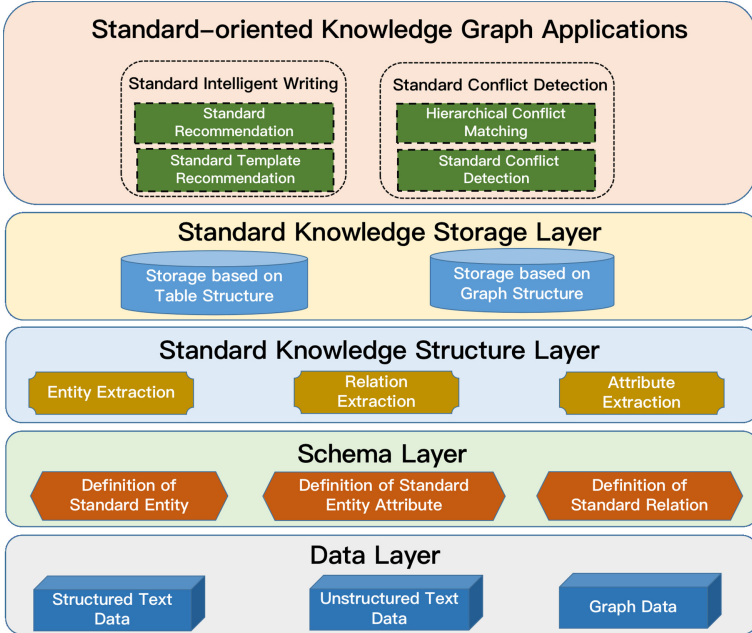 Standard-oriented Knowledge Graph Applications
Standard Intelligent Writing
Standard
Recommendation
Standard Template
Recommendation
Standard Conflict Detection
Hierarchical Conflict
Matching
Standard Conflict
Detection
Standard Knowledge Storage Layer
Storage based on
Table Structure
Storage based on
Graph Structure
Standard Knowledge Structure Layer
Entity Extraction
Relation
Extraction
Attribute
Extraction
Schema Layer
Definition of
Standard Entity
Definition of Standard
Entity Attribute
Definition of
Standard Relation
Data Layer
Structured Text
Data
Unstructured Text
Data
Graph Data